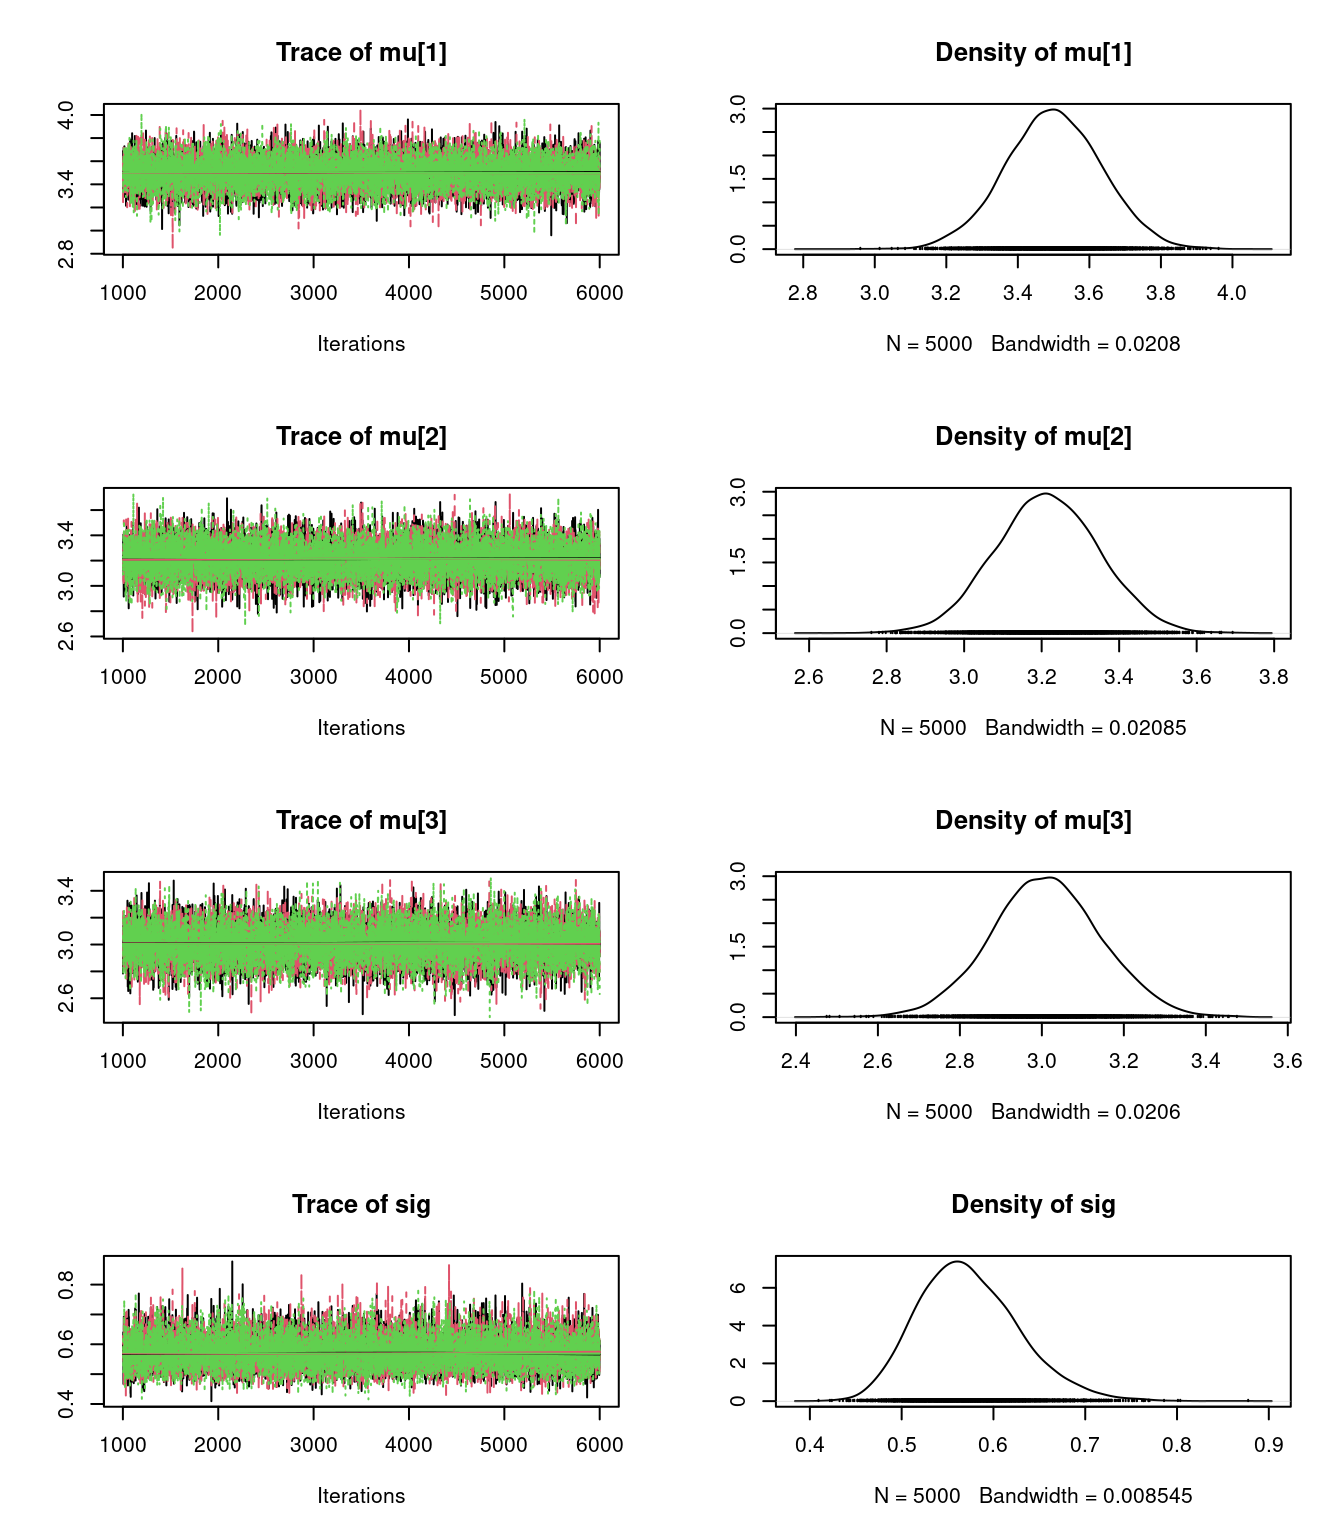 Trace of mu[1]
4.0
3.4
2.8
1000 2000 3000 4000 5000 6000
Iterations
Density of mu[1]
3.0
1.5
0.0
2.8 3.0 3.2 3.4 3.6 3.8 4.0
N = 5000 Bandwidth = 0.0208
Trace of mu[2]
3.4
3.0
2.6
1000 2000 3000 4000 5000 6000
Iterations
Density of mu[2]
3.0
1.5
0.0
2.6 2.8 3.0 3.2 3.4 3.6 3.8
N = 5000 Bandwidth = 0.02085
Trace of mu[3]
3.4
3.0
2.6
1000 2000 3000 4000 5000 6000
Iterations
Density of mu[3]
3.0
1.5
0.0
2.4 2.6 2.8 3.0 3.2 3.4 3.6
N = 5000 Bandwidth = 0.0206
Trace of sig
0.8
0.6
0.4
1000 2000 3000 4000 5000 6000
Iterations
Density of sig
6
4
2
0
0.4 0.5 0.6 0.7 0.8 0.9
N = 5000 Bandwidth = 0.008545